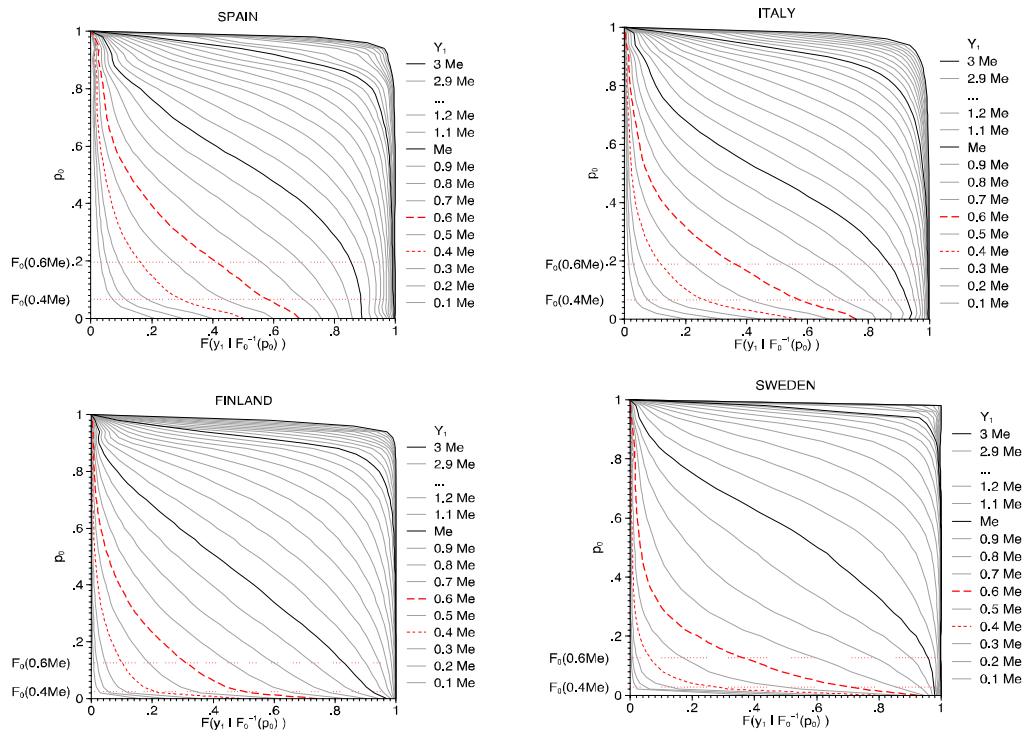 SPAIN
1
.8
.6
.4
.2
0
p₀
F₀(0.6Me)
F₀(0.4Me)
0 .2 .4 .6 .8 1
F(y₁ | F₀⁻¹(p₀) )
Y₁
3 Me
2.9 Me
...
1.2 Me
1.1 Me
Me
0.9 Me
0.8 Me
0.7 Me
0.6 Me
0.5 Me
0.4 Me
0.3 Me
0.2 Me
0.1 Me
ITALY
1
.8
.6
.4
.2
0
p₀
F₀(0.6Me)
F₀(0.4Me)
0 .2 .4 .6 .8 1
F(y₁ | F₀⁻¹(p₀) )
Y₁
3 Me
2.9 Me
...
1.2 Me
1.1 Me
Me
0.9 Me
0.8 Me
0.7 Me
0.6 Me
0.5 Me
0.4 Me
0.3 Me
0.2 Me
0.1 Me
FINLAND
1
.8
.6
.4
.2
0
p₀
F₀(0.6Me)
F₀(0.4Me)
0 .2 .4 .6 .8 1
F(y₁ | F₀⁻¹(p₀) )
Y₁
3 Me
2.9 Me
...
1.2 Me
1.1 Me
Me
0.9 Me
0.8 Me
0.7 Me
0.6 Me
0.5 Me
0.4 Me
0.3 Me
0.2 Me
0.1 Me
SWEDEN
1
.8
.6
.4
.2
0
p₀
F₀(0.6Me)
F₀(0.4Me)
0 .2 .4 .6 .8 1
F(y₁ | F₀⁻¹(p₀) )
Y₁
3 Me
2.9 Me
...
1.2 Me
1.1 Me
Me
0.9 Me
0.8 Me
0.7 Me
0.6 Me
0.5 Me
0.4 Me
0.3 Me
0.2 Me
0.1 Me